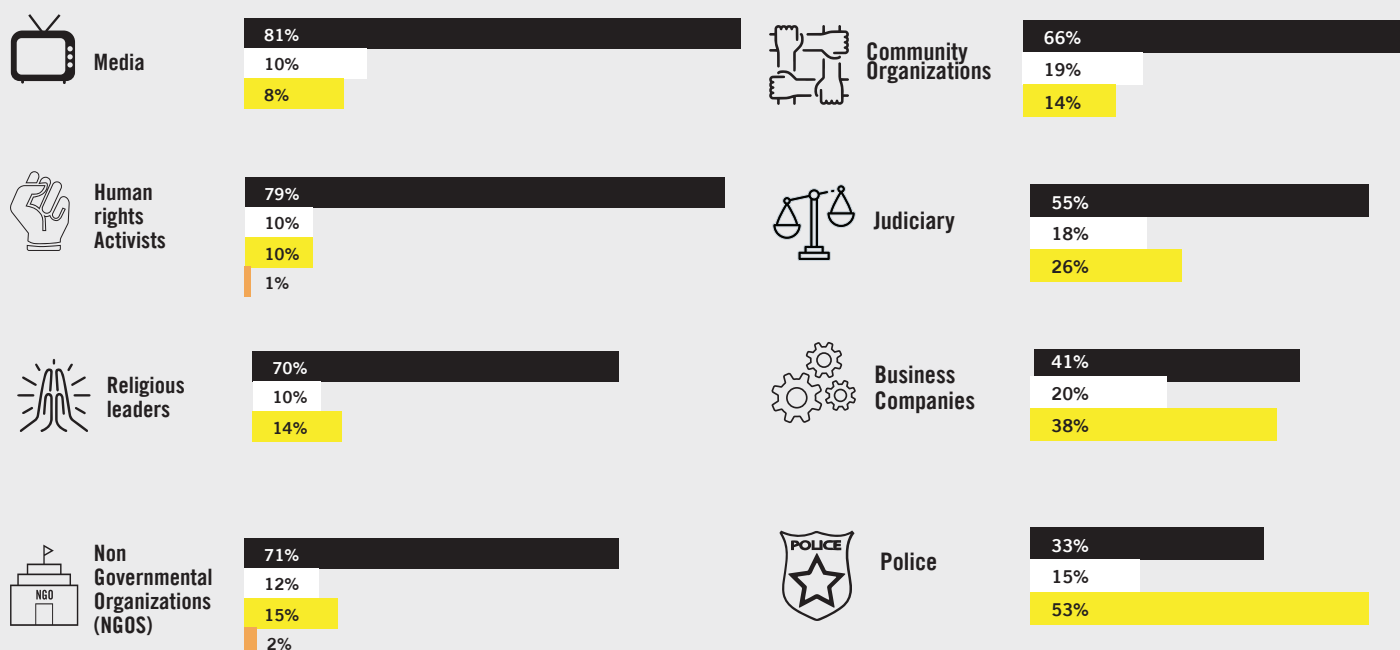 Media
81%
10%
8%
Human
rights
Activists
79%
10%
10%
1%
Religious
leaders
70%
10%
14%
NGO
Non
Governmental
Organizations
(NGOS)
71%
12%
15%
2%
Community
Organizations
66%
19%
14%
Judiciary
55%
18%
26%
Business
Companies
41%
20%
38%
POLICE
Police
33%
15%
53%